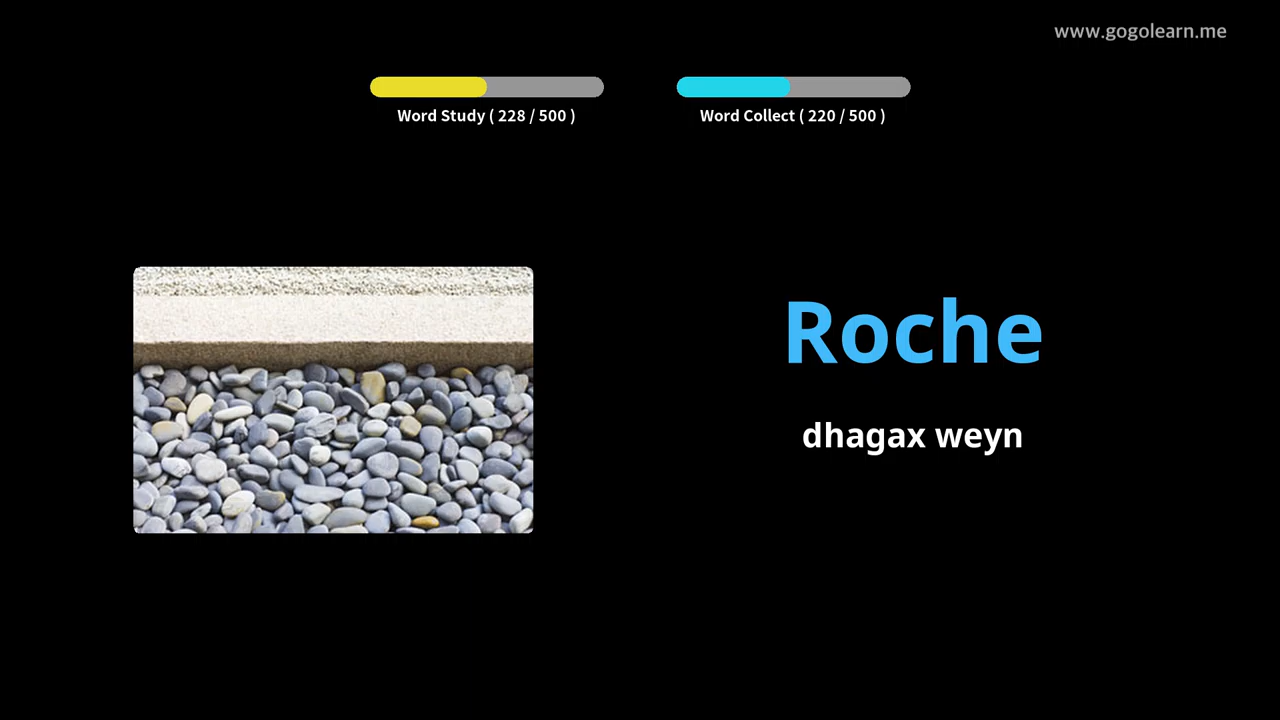 www.gogolearn.me
Word Study ( 228 / 500 )
Word Collect ( 220 / 500 )
Roche
dhagax weyn